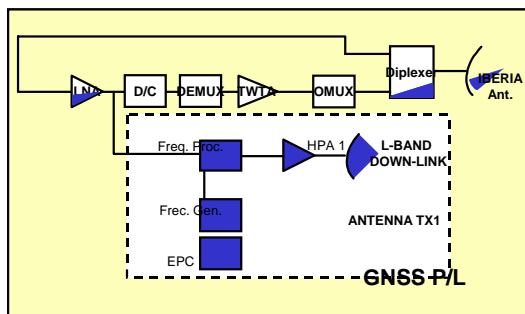 Diplexer
IBERIA
Ant.
LNA
D/C
DEMUX
TWTA
OMUX
Freq. Proc.
HPA 1
L-BAND
DOWN-LINK
Frec. Gen.
ANTENNA TX1
EPC
GNSS P/L